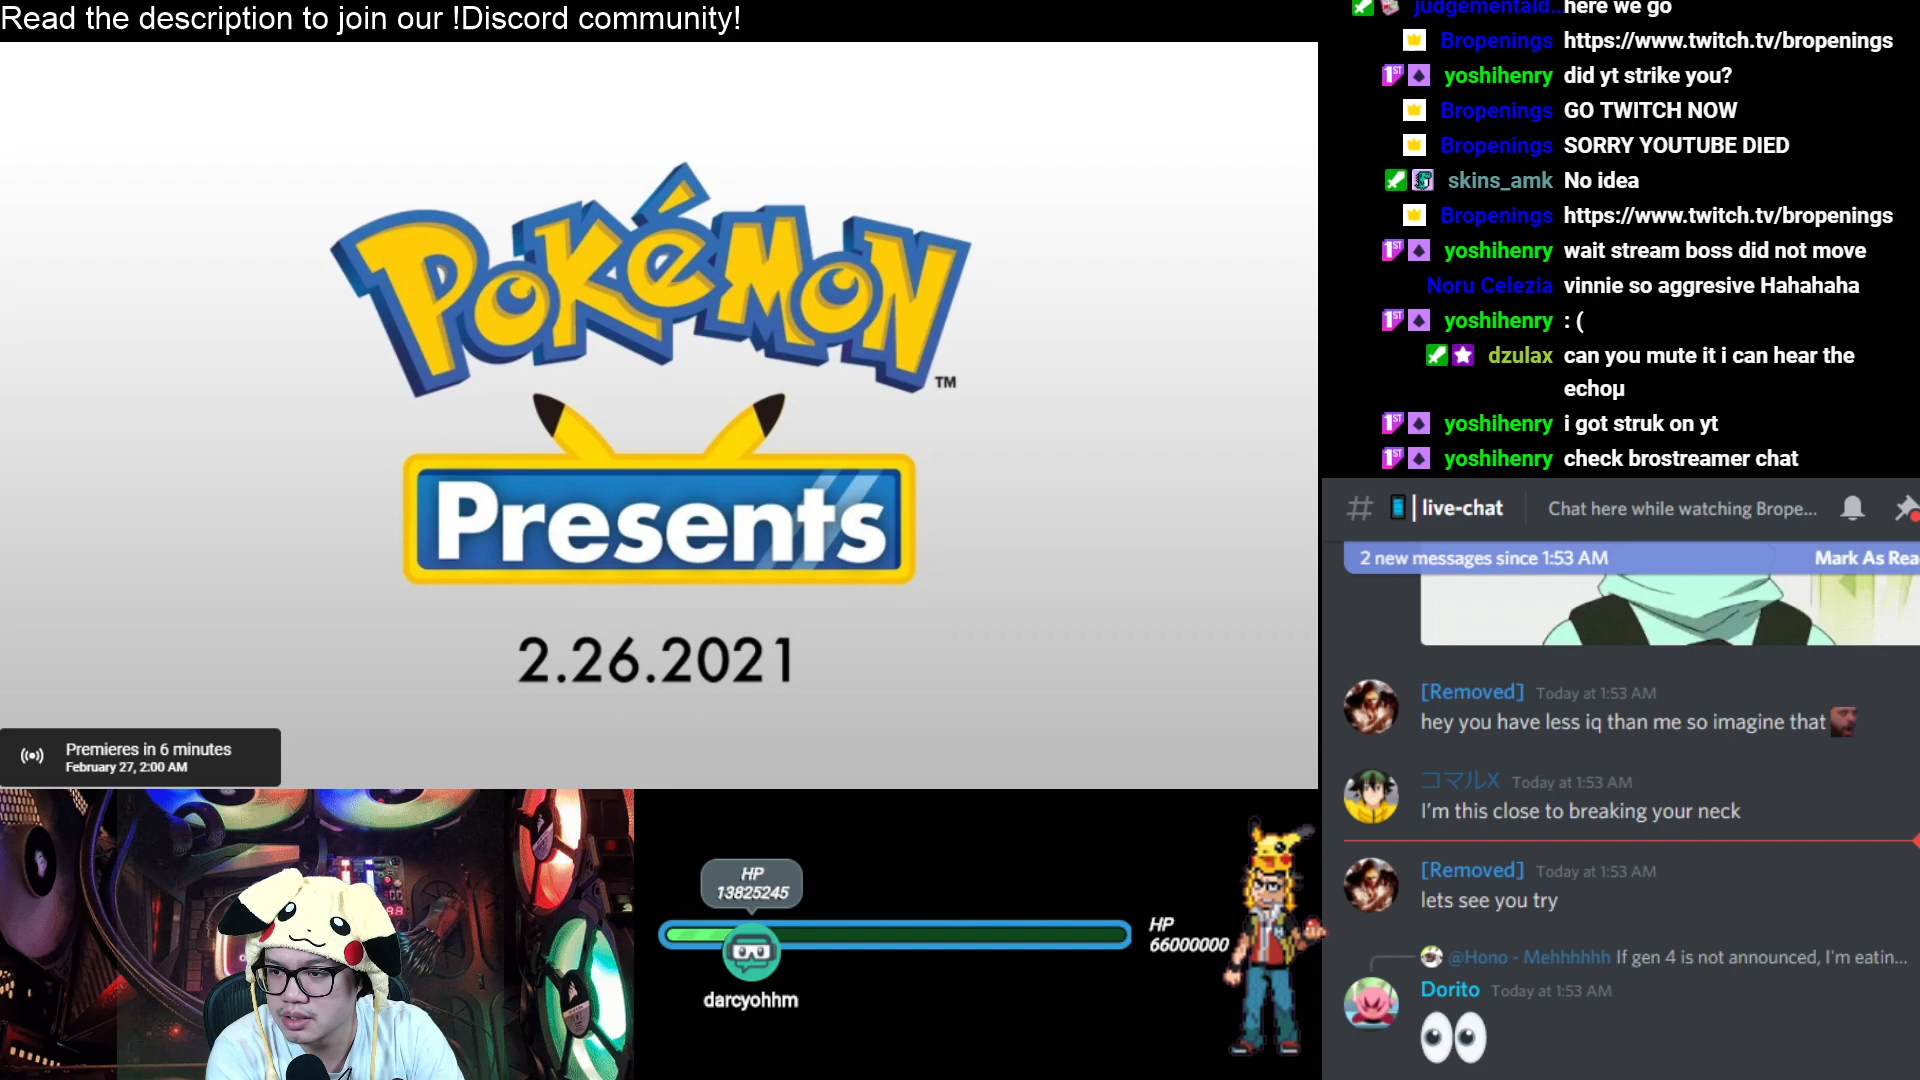 Read the description to join our !Discord community!
POKéMON
TM
Presents
2.26.2021
Premieres in 6 minutes
February 27, 2:00 AM
HP
13825245
darcyohhm
HP
66000000
judgementald... here we go
Bropenings https://www.twitch.tv/bropenings
1ST yoshihenry did yt strike you?
Bropenings GO TWITCH NOW
Bropenings SORRY YOUTUBE DIED
skins_amk No idea
Bropenings https://www.twitch.tv/bropenings
1ST yoshihenry wait stream boss did not move
Noru Celezia vinnie so aggresive Hahahaha
1ST yoshihenry : (
dzulax can you mute it i can hear the
echoµ
1ST yoshihenry i got struk on yt
1ST yoshihenry check brostreamer chat
# | live-chat Chat here while watching Brope...
2 new messages since 1:53 AM Mark As Rea
[Removed] Today at 1:53 AM
hey you have less iq than me so imagine that
コマルX Today at 1:53 AM
I'm this close to breaking your neck
[Removed] Today at 1:53 AM
lets see you try
@Hono - Mehhhhhh If gen 4 is not announced, I'm eatin...
Dorito Today at 1:53 AM